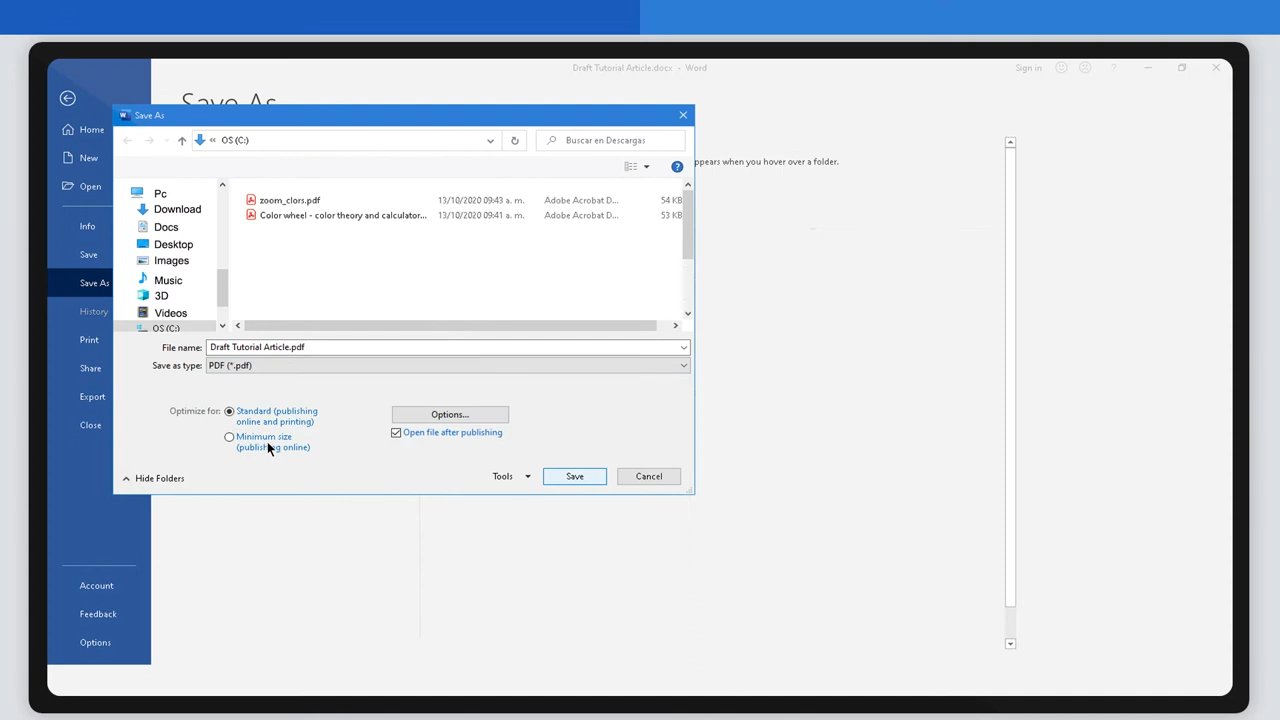 Draft Tutorial Article.docx - Word
Sign in
?
Save As
Home
New
Open
Info
Save
Save As
History
Print
Share
Export
Close
Account
Feedback
Options
Save As
« OS (C:)
Buscar en Descargas
?
ppears when you hover over a folder.
Pc
Download
Docs
Desktop
Images
Music
3D
Videos
OS (C:)
zoom_clors.pdf 13/10/2020 09:43 a. m. Adobe Acrobat D... 54 KB
Color wheel - color theory and calculator... 13/10/2020 09:41 a. m. Adobe Acrobat D... 53 KB
File name: Draft Tutorial Article.pdf
Save as type: PDF (*.pdf)
Optimize for:
Standard (publishing
online and printing)
Minimum size
(publishing online)
Options...
Open file after publishing
Hide Folders
Tools
Save
Cancel